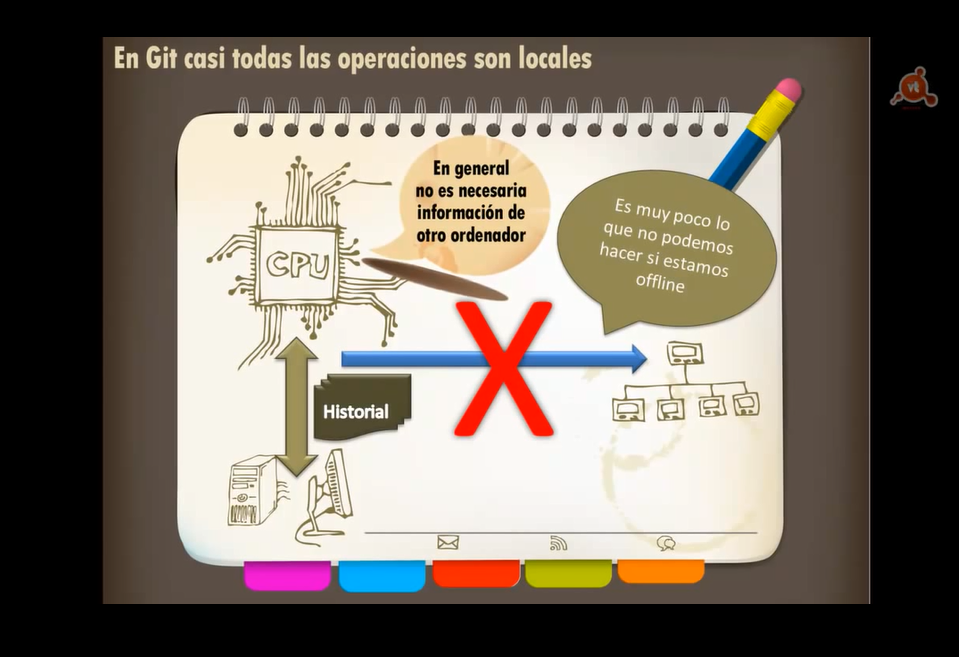 En Git casi todas las operaciones son locales
vt
En general
no es necesaria
información de
otro ordenador
Es muy poco lo
que no podemos
hacer si estamos
offline
CPU
Historial